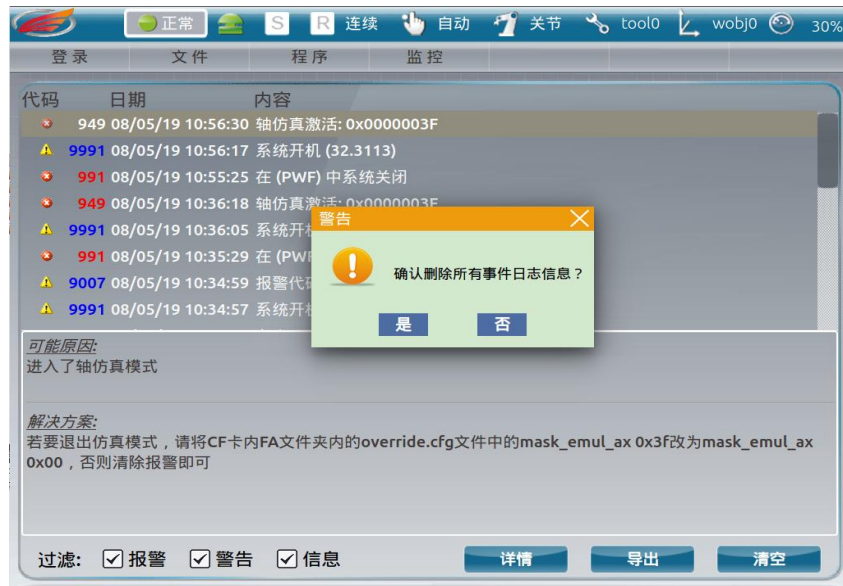 正常 S R 连续 自动 关节 tool0 wobj0 30%
登录 文件 程序 监控
代码 日期 内容
949 08/05/19 10:56:30 轴仿真激活: 0x0000003F
9991 08/05/19 10:56:17 系统开机 (32.3113)
991 08/05/19 10:55:25 在 (PWF) 中系统关闭
949 08/05/19 10:36:18 轴仿真激活: 0x0000003F
9991 08/05/19 10:36:05 系统开机
991 08/05/19 10:35:29 在 (PWF
9007 08/05/19 10:34:59 报警代码
9991 08/05/19 10:34:57 系统开机
警告
确认删除所有事件日志信息？
是 否
可能原因:
进入了轴仿真模式
解决方案:
若要退出仿真模式，请将CF卡内FA文件夹内的override.cfg文件中的mask_emul_ax 0x3f改为mask_emul_ax
0x00，否则清除报警即可
过滤: 报警 警告 信息 详情 导出 清空